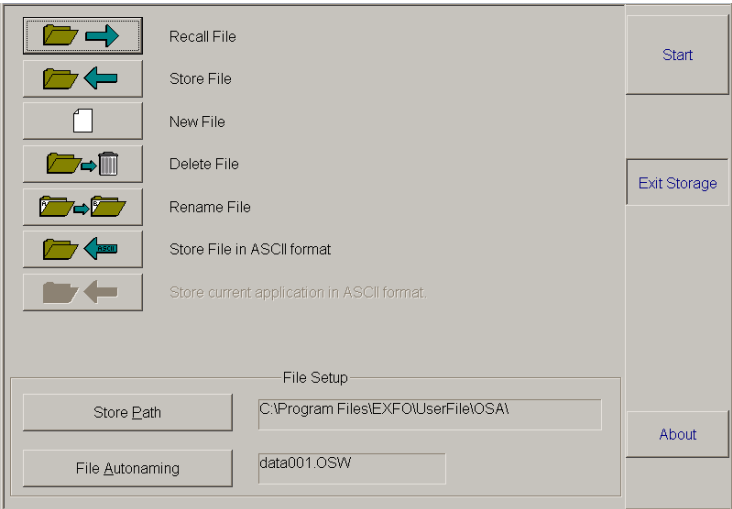 Recall File
Start
Store File
New File
Delete File
Exit Storage
A B
Rename File
ASCII
Store File in ASCII format
Store current application in ASCII format.
File Setup
Store Path
C:\Program Files\EXFO\UserFile\OSA\
About
File Autonaming
data001.OSW